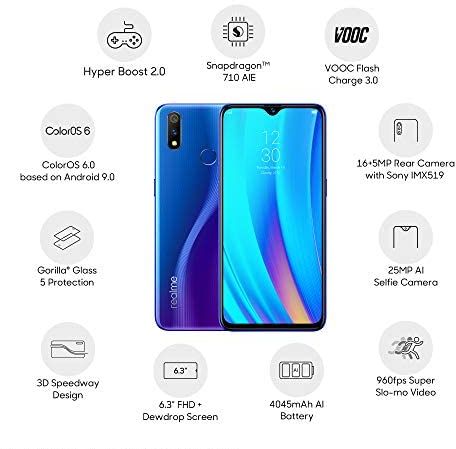 VOOC
Hyper Boost 2.0
Snapdragon™
710 AIE
VOOC Flash
Charge 3.0
ColorOS 6
ColorOS 6.0
based on Android 9.0
12
30
16+5MP Rear Camera
with Sony IMX519
Gorilla® Glass
5 Protection
realme
25MP AI
Selfie Camera
3D Speedway
Design
6.3"
6.3" FHD +
Dewdrop Screen
AI
4045mAh AI
Battery
960fps Super
Slo-mo Video